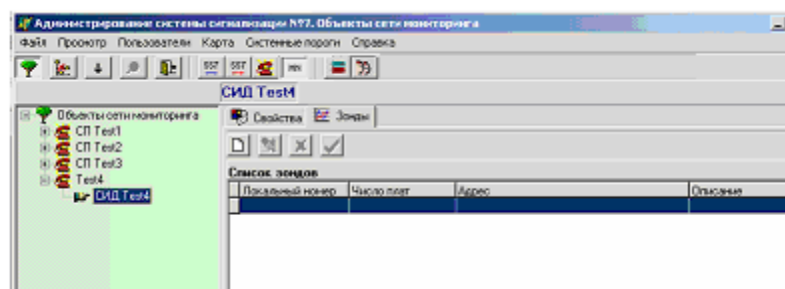 Администрирование системы сигнализации №7. Объекты сети мониторинга
Файл Просмотр Пользователи Карта Системные пороги Справка
SS7 SS7
СИД Test4
Объекты сети мониторинга
СП Test1
СП Test2
СП Test3
Test4
СИД Test4
Свойства Зонды
Список зондов
Локальный номер Число плат Адрес Описание